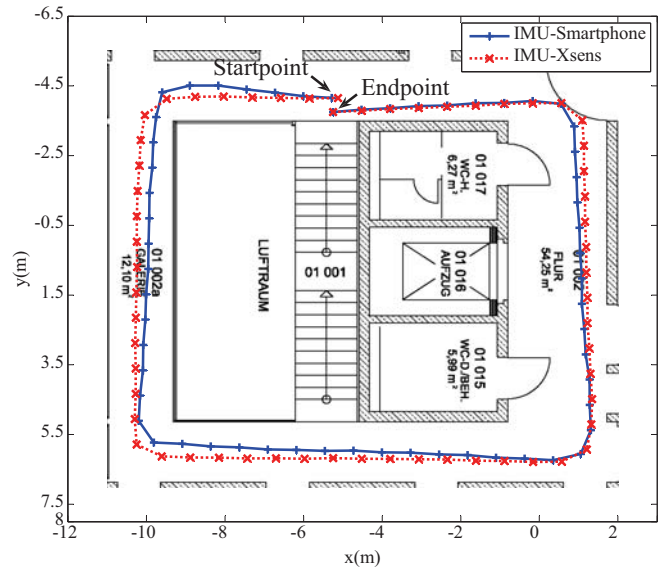 IMU-Smartphone
IMU-Xsens
Startpoint
Endpoint
-4.5
-2.5
-0.5
1.5
3.5
5.5
7.5
8
y(m)
01 002a
GALERIE
12,10 m²
LUFTRAUM
01 001
01 017
WC-H.
6,27 m²
01 016
AUFZUG
01 015
WC-D./BEH.
5,99 m²
01 002
FLUR
54,25 m²
-12
-10
-8
-6
-4
-2
0
2
x(m)